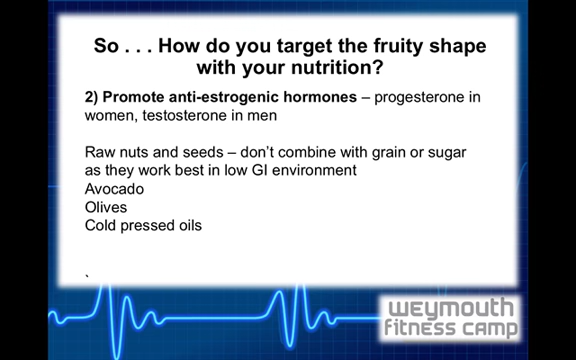 So . . . How do you target the fruity shape
with your nutrition?
2) Promote anti-estrogenic hormones – progesterone in
women, testosterone in men
Raw nuts and seeds – don't combine with grain or sugar
as they work best in low GI environment
Avocado
Olives
Cold pressed oils
`
weymouth
fitness camp